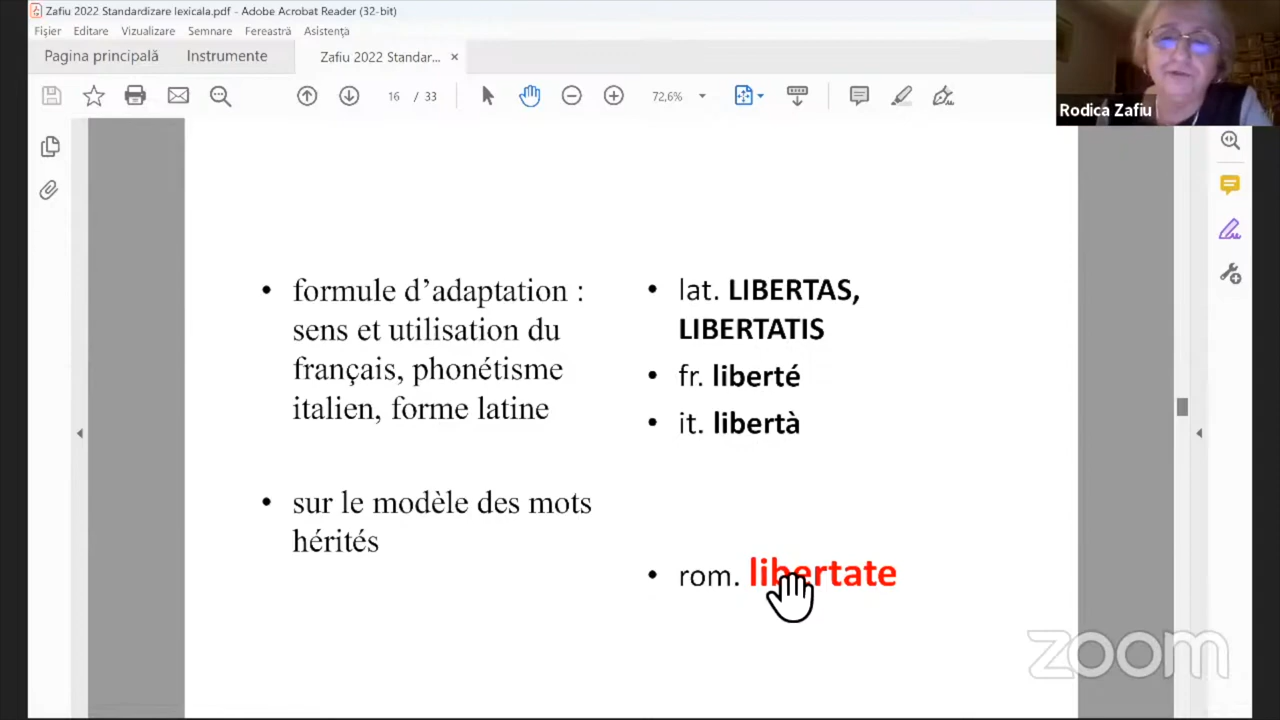 Zafiu 2022 Standardizare lexicala.pdf - Adobe Acrobat Reader (32-bit)
Fișier Editare Vizualizare Semnare Fereastră Asistența
Pagina principală Instrumente Zafiu 2022 Standar... ×
16 / 33 72,6%
Rodica Zafiu
• formule d’adaptation :
sens et utilisation du
français, phonétisme
italien, forme latine
• sur le modèle des mots
hérités
• lat. LIBERTAS,
LIBERTATIS
• fr. liberté
• it. libertà
• rom. libertate
zoom